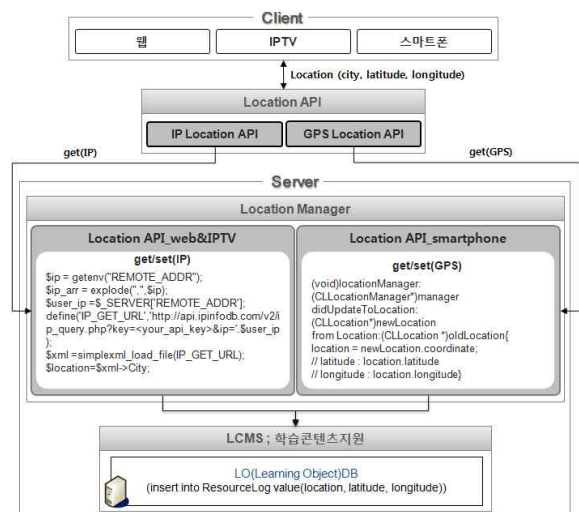 Client
웹
IPTV
스마트폰
Location (city, latitude, longitude)
Location API
IP Location API
GPS Location API
get(IP)
get(GPS)
Server
Location Manager
Location API_web&IPTV
get/set(IP)
$ip = getenv("REMOTE_ADDR");
$ip_arr = explode(",",$ip);
$user_ip =$_SERVER['REMOTE_ADDR'];
define('IP_GET_URL','http://api.ipinfodb.com/v2/i
p_query.php?key=<your_api_key>&ip='.$user_ip
);
$xml =simplexml_load_file(IP_GET_URL);
$location=$xml->City;
Location API_smartphone
get/set(GPS)
(void)locationManager:
(CLLocationManager*)manager
didUpdateToLocation:
(CLLocation*)newLocation
from Location:(CLLocation *)oldLocation{
location = newLocation.coordinate;
// latitude : location.latitude
// longitude : location.longitude}
LCMS ; 학습콘텐츠지원
LO(Learning Object)DB
(insert into ResourceLog value(location, latitude, longitude))